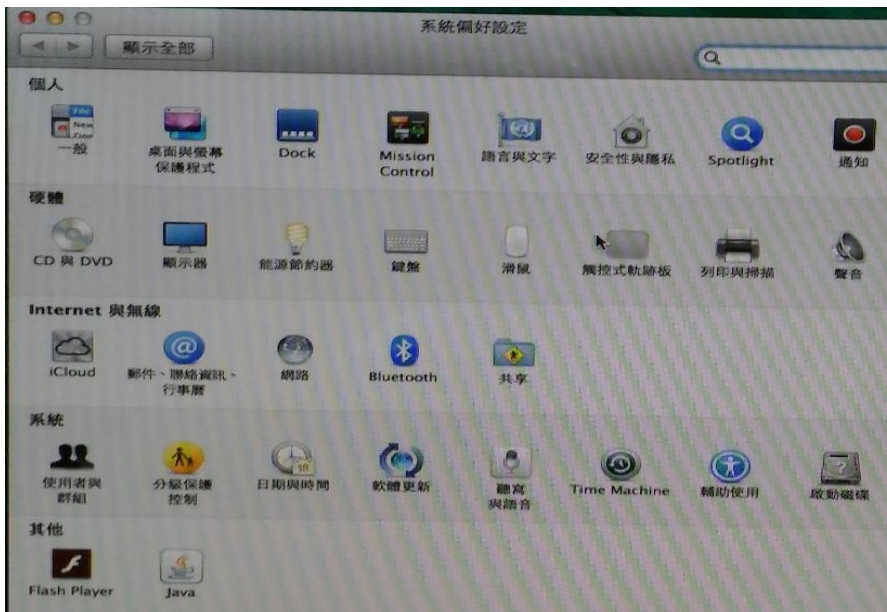 系統偏好設定
顯示全部
個人
File
New
一般
桌面與螢幕
保護程式
Dock
Mission
Control
語言與文字
安全性與隱私
Spotlight
通知
硬體
CD 與 DVD
顯示器
能源節約器
鍵盤
滑鼠
觸控式軌跡板
列印與掃描
聲音
Internet 與無線
iCloud
郵件、聯絡資訊、
行事曆
網路
Bluetooth
共享
系統
使用者與
群組
分級保護
控制
18
日期與時間
軟體更新
聽寫
與語音
Time Machine
輔助使用
?
啟動磁碟
其他
Flash Player
Java